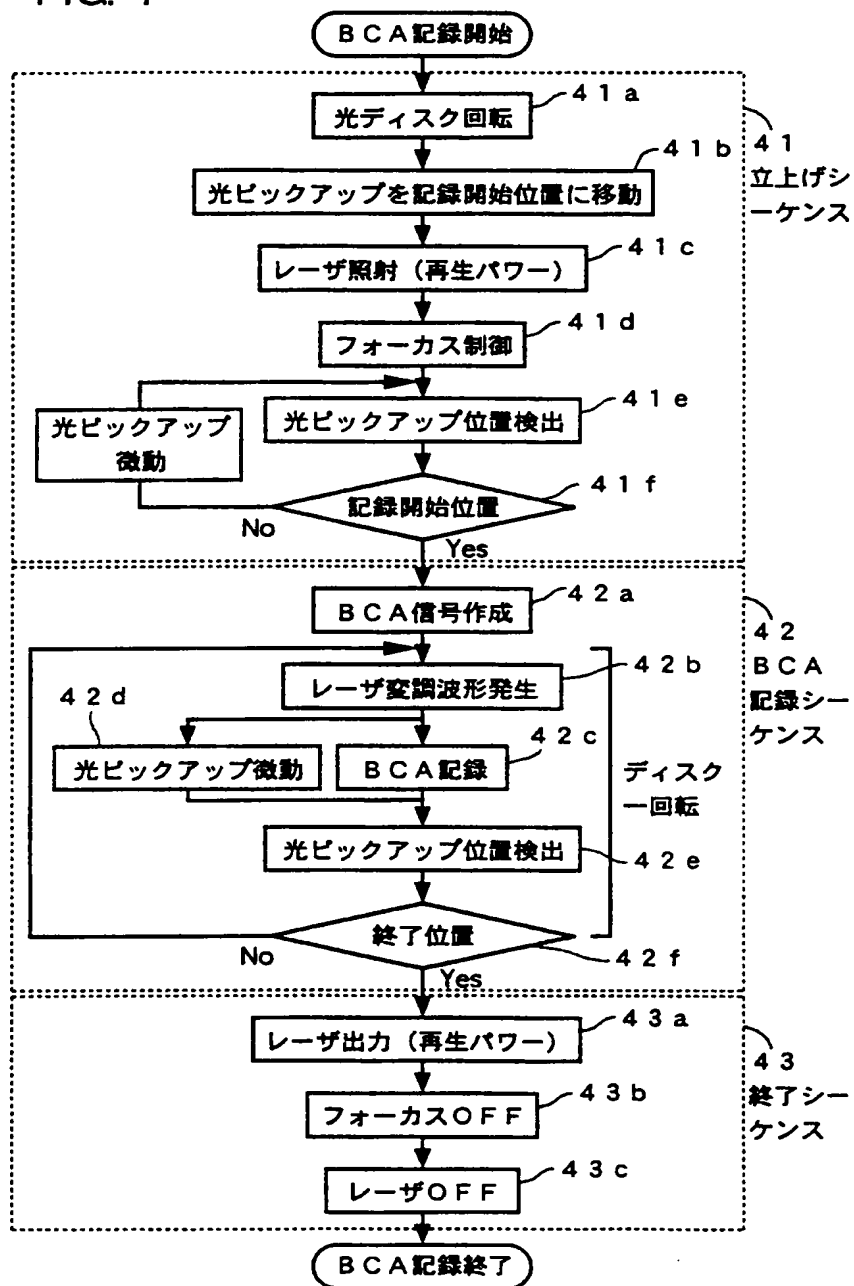 BCA記録開始
光ディスク回転
41a
41
立上げシ
ーケンス
光ピックアップを記録開始位置に移動
41b
レーザ照射(再生パワー)
41c
フォーカス制御
41d
光ピックアップ
微動
光ピックアップ位置検出
41e
記録開始位置
41f
No
Yes
BCA信号作成
42a
42
BCA
記録シー
ケンス
レーザ変調波形発生
42b
42d
光ピックアップ微動
BCA記録
42c
ディスク
一回転
光ピックアップ位置検出
42e
終了位置
42f
No
Yes
レーザ出力(再生パワー)
43a
43
終了シー
ケンス
フォーカスOFF
43b
レーザOFF
43c
BCA記録終了